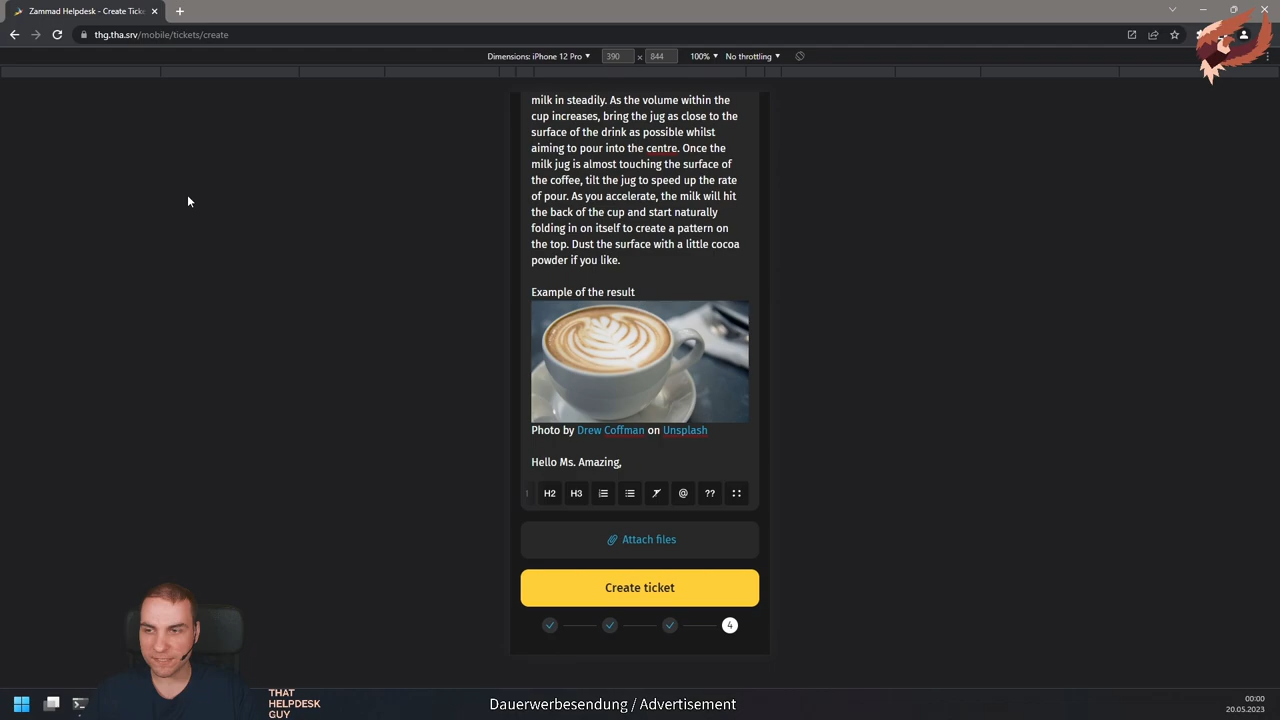 Zammad Helpdesk - Create Ticke
thg.tha.srv/mobile/tickets/create
Dimensions: iPhone 12 Pro 390 x 844 100% No throttling
milk in steadily. As the volume within the
cup increases, bring the jug as close to the
surface of the drink as possible whilst
aiming to pour into the centre. Once the
milk jug is almost touching the surface of
the coffee, tilt the jug to speed up the rate
of pour. As you accelerate, the milk will hit
the back of the cup and start naturally
folding in on itself to create a pattern on
the top. Dust the surface with a little cocoa
powder if you like.
Example of the result
Photo by Drew Coffman on Unsplash
Hello Ms. Amazing,
H2 H3 @ ??
Attach files
Create ticket
4
THAT
HELPDESK
GUY
Dauerwerbesendung / Advertisement
00:00
20.05.2023